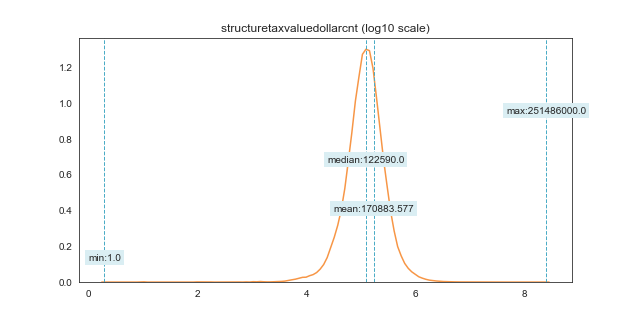 structuretaxvaluedollarcnt (log10 scale)
1.2
1.0
max:251486000.0
0.8
median:122590.0
0.6
0.4
mean:170883.577
0.2
min:1.0
0.0
0
2
4
6
8